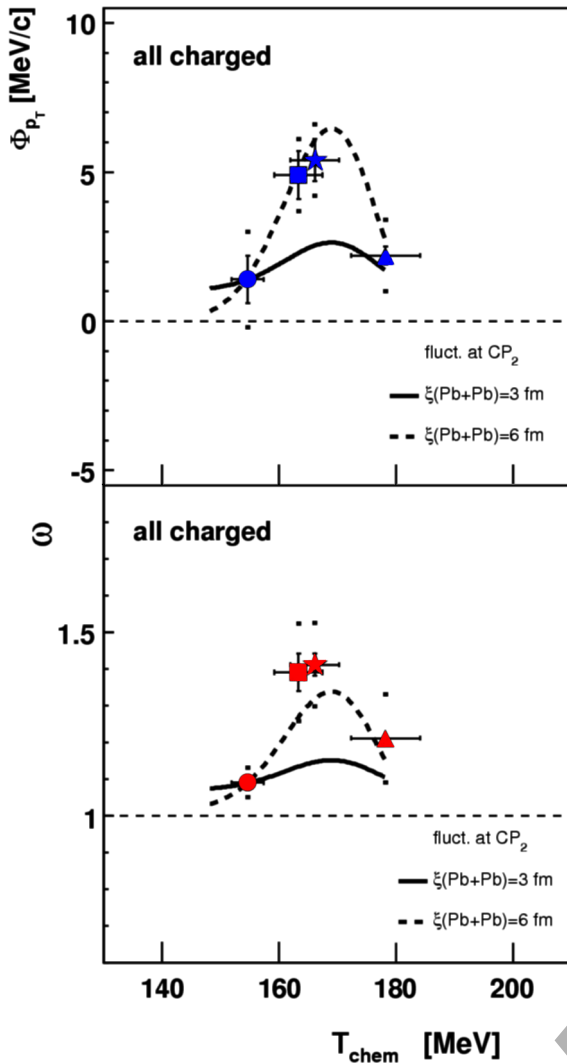 Φ_{p_T} [MeV/c]
10
all charged
5
0
fluct. at CP₂
ξ(Pb+Pb)=3 fm
ξ(Pb+Pb)=6 fm
-5
ω
all charged
1.5
1
fluct. at CP₂
ξ(Pb+Pb)=3 fm
ξ(Pb+Pb)=6 fm
140 160 180 200
T_{chem} [MeV]